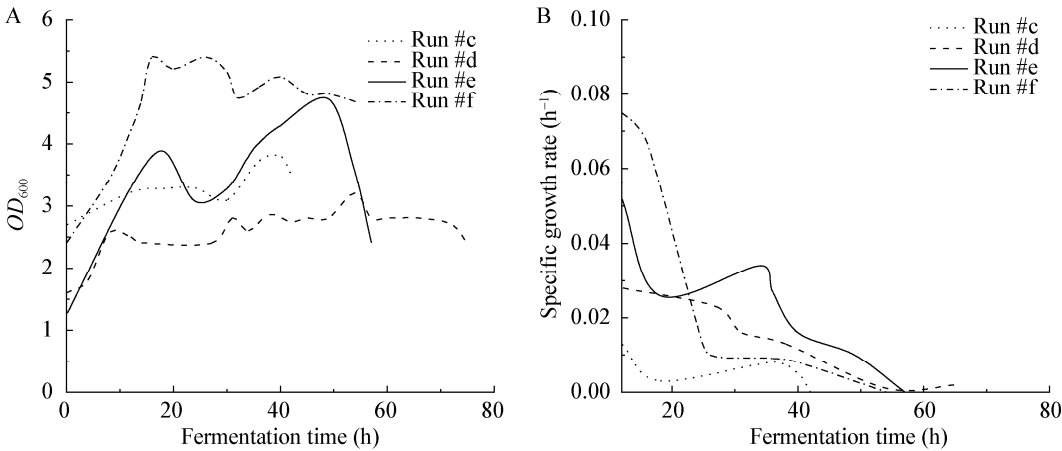 A
6
5
4
3
2
1
0
OD600
0
20
40
60
80
Fermentation time (h)
Run #c
Run #d
Run #e
Run #f
B
0.10
0.08
0.06
0.04
0.02
0.00
Specific growth rate (h⁻¹)
20
40
60
80
Fermentation time (h)
Run #c
Run #d
Run #e
Run #f